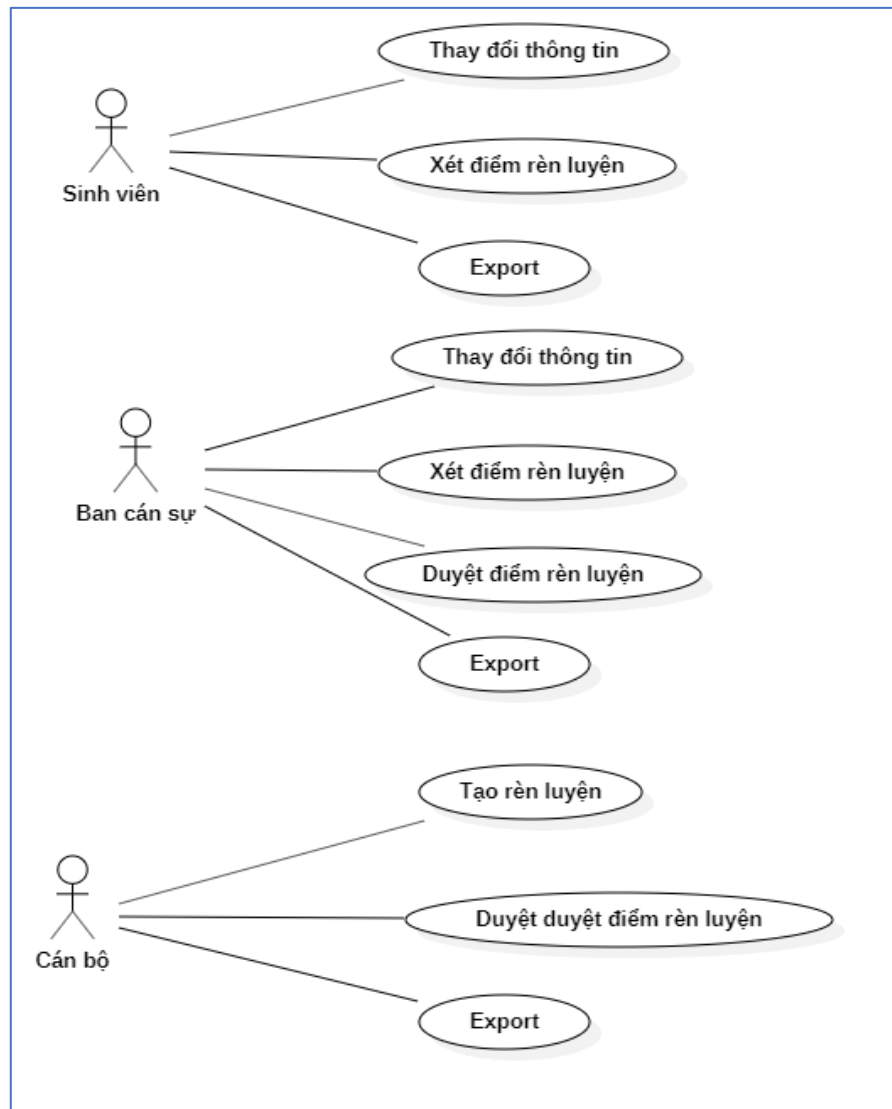 Thay đổi thông tin
Xét điểm rèn luyện
Sinh viên
Export
Thay đổi thông tin
Xét điểm rèn luyện
Ban cán sự
Duyệt điểm rèn luyện
Export
Tạo rèn luyện
Duyệt duyệt điểm rèn luyện
Cán bộ
Export